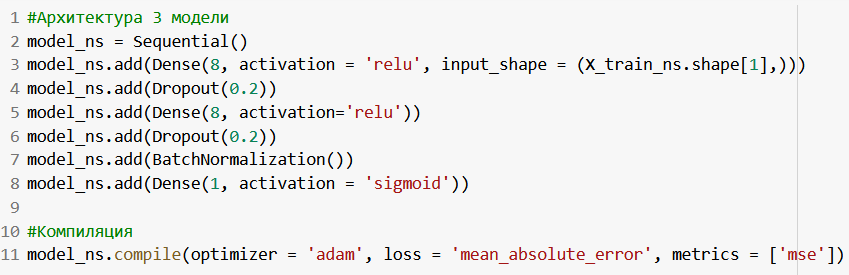 1 #Архитектура 3 модели
2 model_ns = Sequential()
3 model_ns.add(Dense(8, activation = 'relu', input_shape = (X_train_ns.shape[1],)))
4 model_ns.add(Dropout(0.2))
5 model_ns.add(Dense(8, activation='relu'))
6 model_ns.add(Dropout(0.2))
7 model_ns.add(BatchNormalization())
8 model_ns.add(Dense(1, activation = 'sigmoid'))
9
10 #Компиляция
11 model_ns.compile(optimizer = 'adam', loss = 'mean_absolute_error', metrics = ['mse'])